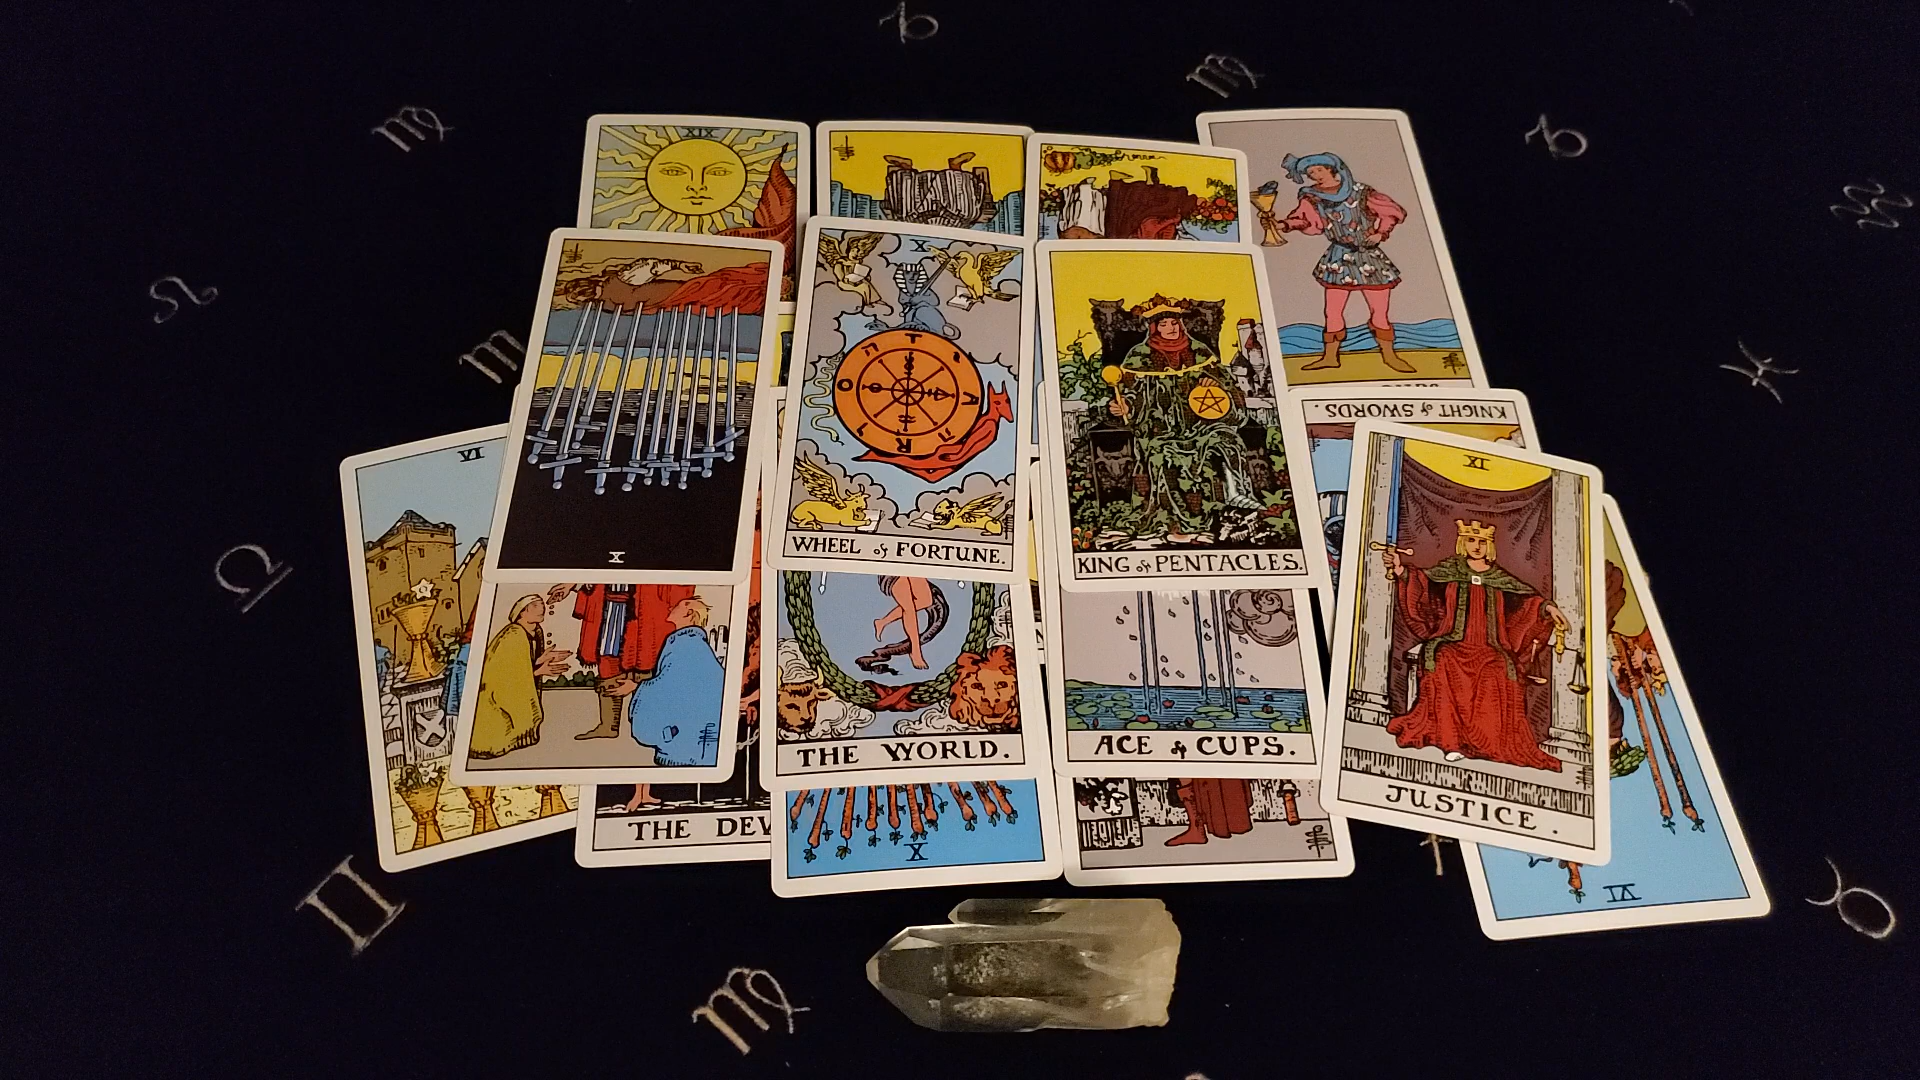 XIX
X
T
ה
י
O
A
ו
R
ה
WHEEL of FORTUNE.
KING of PENTACLES.
KNIGHT of SWORDS.
VI
XI
X
THE WORLD.
ACE of CUPS.
JUSTICE.
THE DEV
X
VI